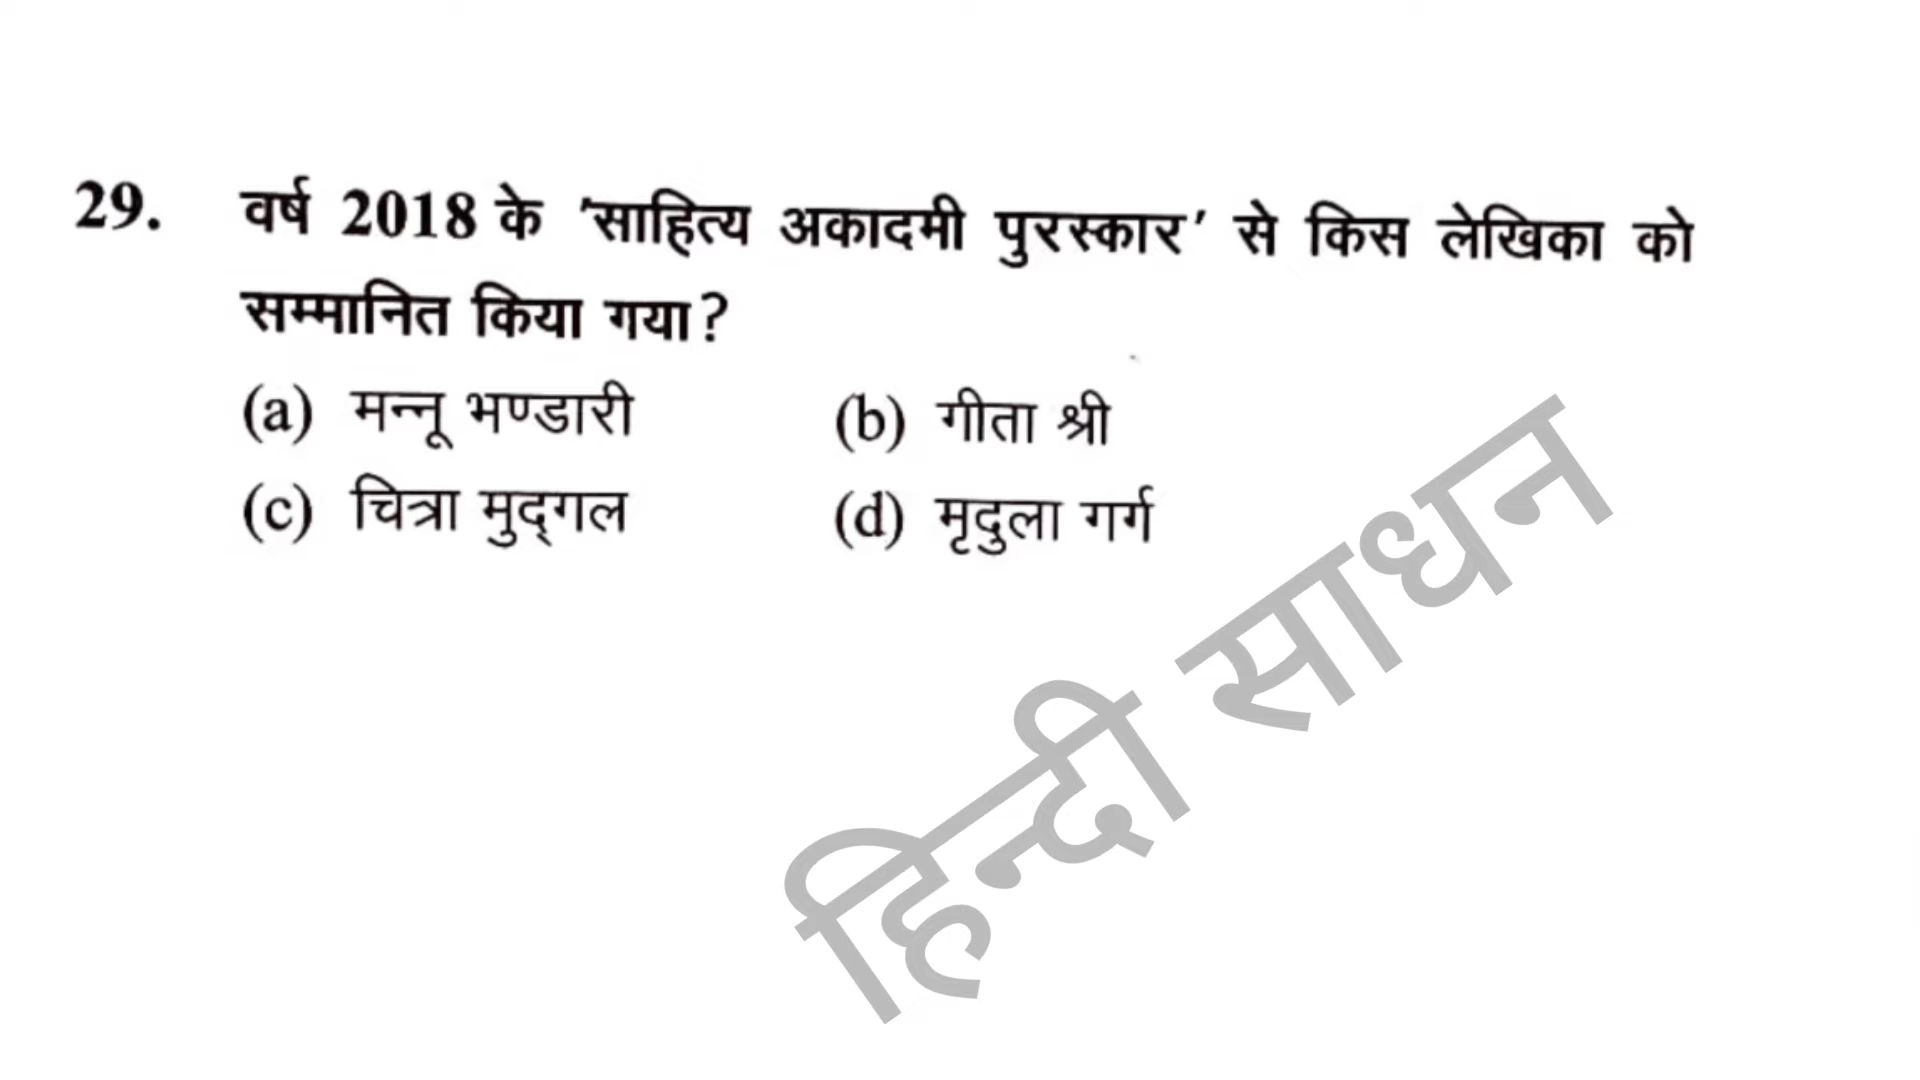 29. वर्ष 2018 के 'साहित्य अकादमी पुरस्कार' से किस लेखिका को
सम्मानित किया गया?
(a) मन्नू भण्डारी (b) गीता श्री
(c) चित्रा मुद्‌गल (d) मृदुला गर्ग
हिन्दी साधन